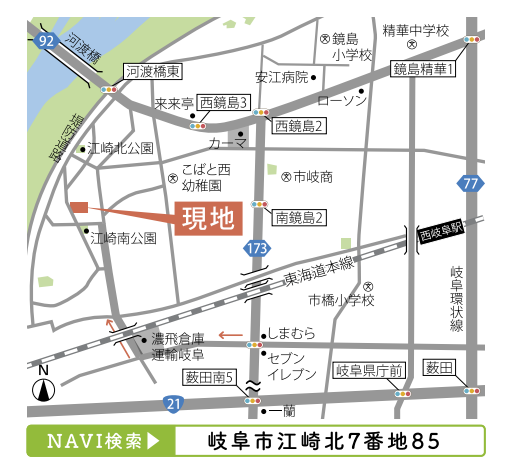 92
河渡橋
河渡橋東
鏡島
小学校
精華中学校
安江病院
鏡島精華1
ローソン
来来亭
西鏡島3
西鏡島2
カーマ
堤防道路
江崎北公園
こばと西
幼稚園
市岐商
77
現地
南鏡島2
江崎南公園
173
西岐阜駅
東海道本線
市橋小学校
岐阜環状線
濃飛倉庫
運輸岐阜
しまむら
セブン
イレブン
N
薮田南5
岐阜県庁前
薮田
21
一蘭
NAVI検索▶
岐阜市江崎北7番地85